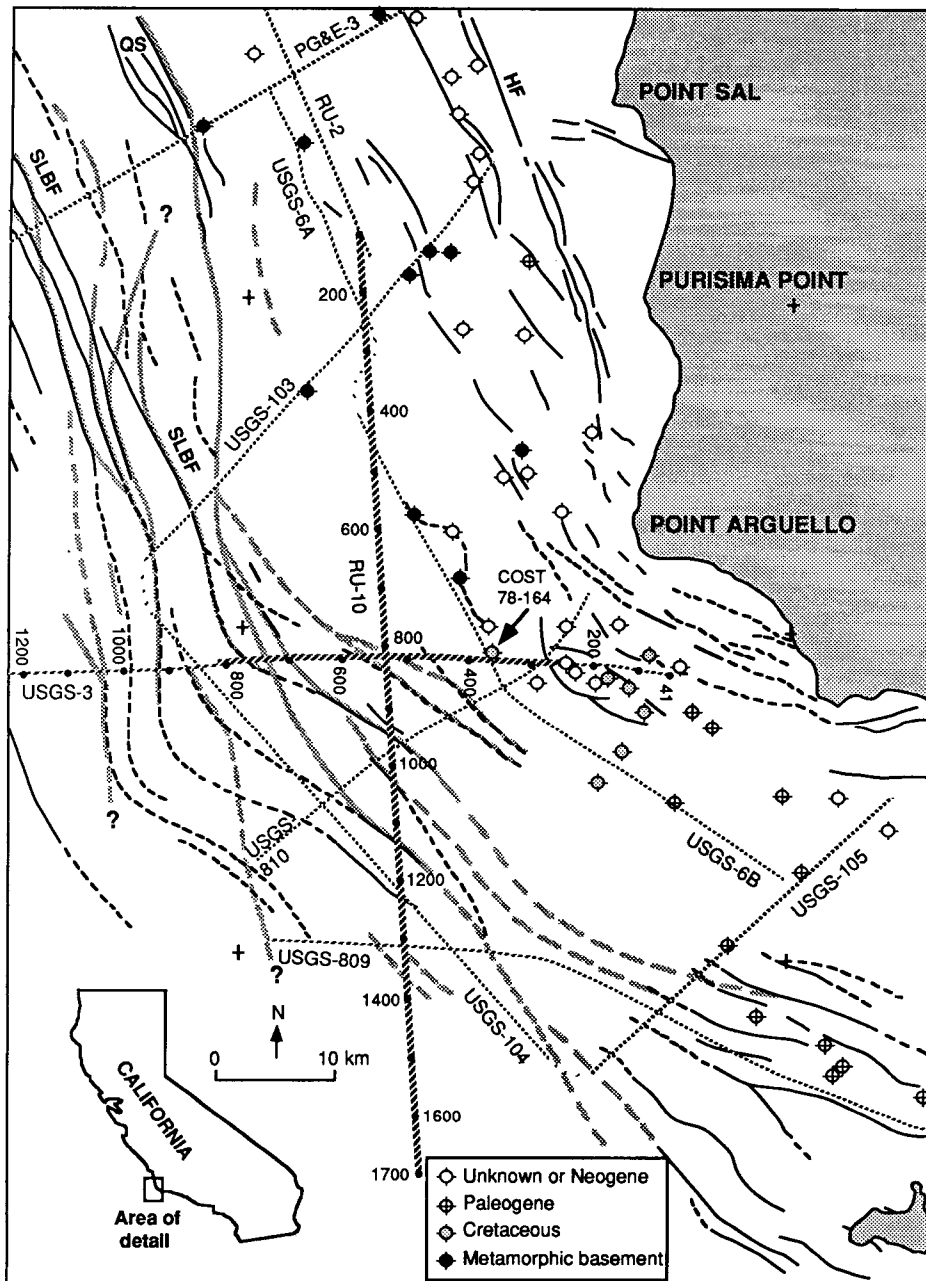 QS
PG&E-3
HF
RU-2
POINT SAL
SLBF
USGS-6A
?
PURISIMA POINT
200
USGS-103
400
SLBF
POINT ARGUELLO
600
RU-10
COST
78-164
1200
1000
800
600
800
400
200
41
USGS-3
1000
USGS
810
?
USGS-6B
USGS-105
1200
USGS-809
?
1400
USGS-104
N
0 10 km
CALIFORNIA
1600
1700
Area of
detail
Unknown or Neogene
Paleogene
Cretaceous
Metamorphic basement